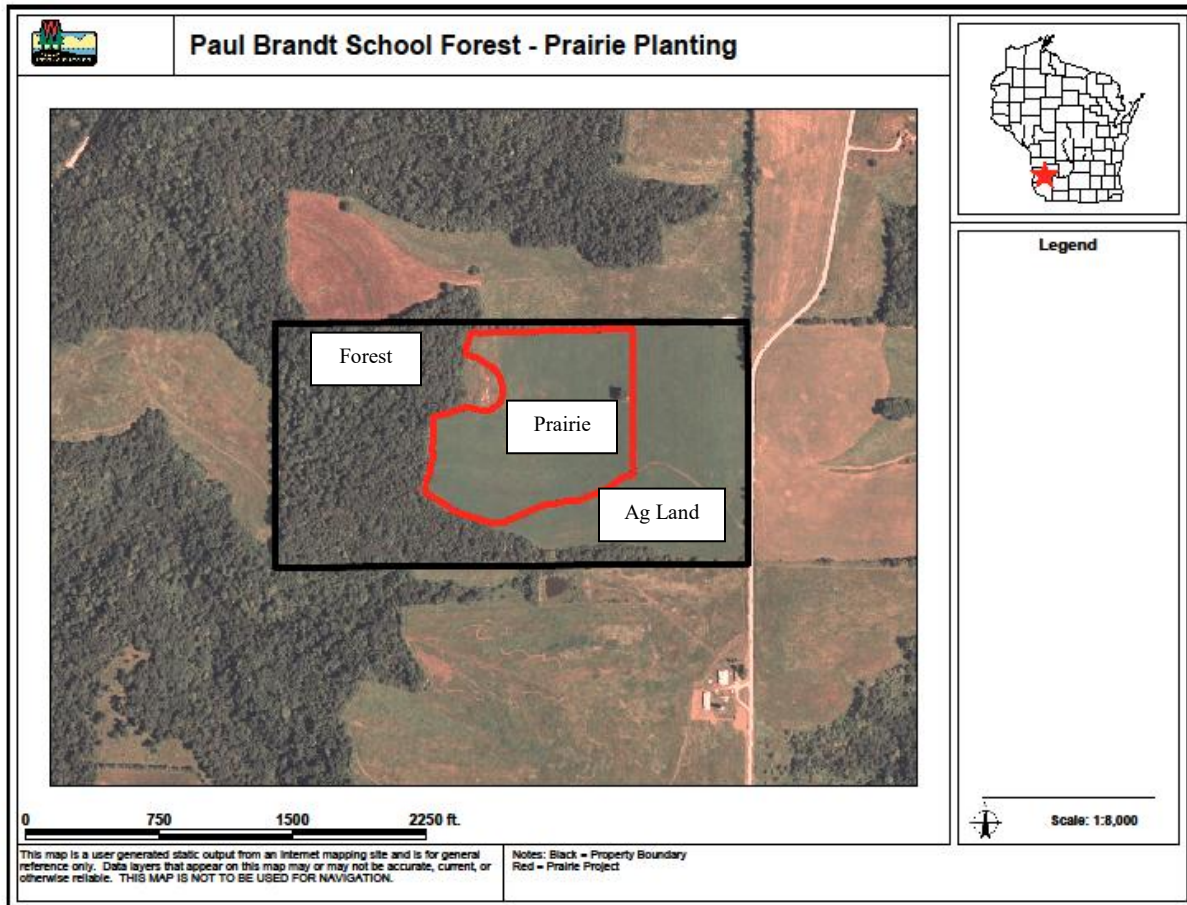 Paul Brandt School Forest - Prairie Planting
Legend
Forest
Prairie
Ag Land
0 750 1500 2250 ft.
Scale: 1:8,000
This map is a user generated static output from an Internet mapping site and is for general
reference only. Data layers that appear on this map may or may not be accurate, current, or
otherwise reliable. THIS MAP IS NOT TO BE USED FOR NAVIGATION.
Notes: Black = Property Boundary
Red = Prairie Project